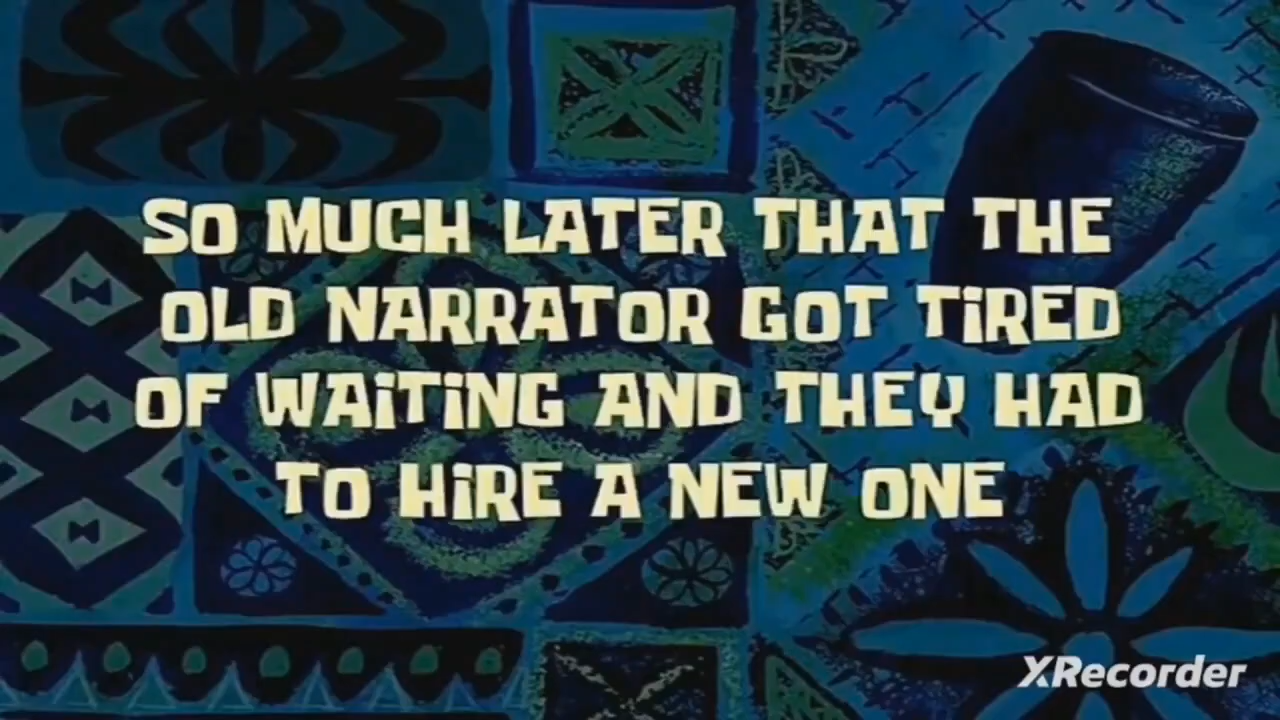 SO MUCH LATER THAT THE
OLD NARRATOR GOT TiRED
OF WAiTiNG AND THEY HAD
TO HiRE A NEW ONE
XRecorder